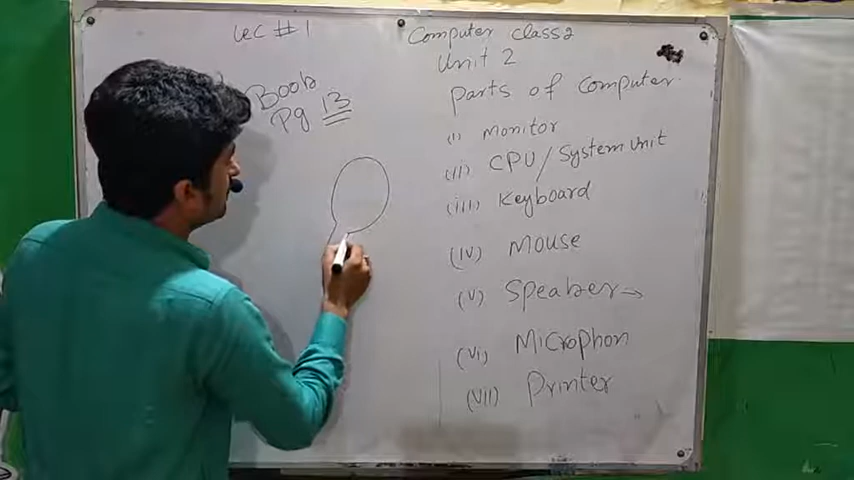 Lec # 1
Computer Class 2
Unit 2
Book
Pg 13
Parts of Computer
(i) Monitor
(ii) CPU / System Unit
(iii) Keyboard
(iv) Mouse
(v) Speaker →
(vi) Microphon
(vii) Printer